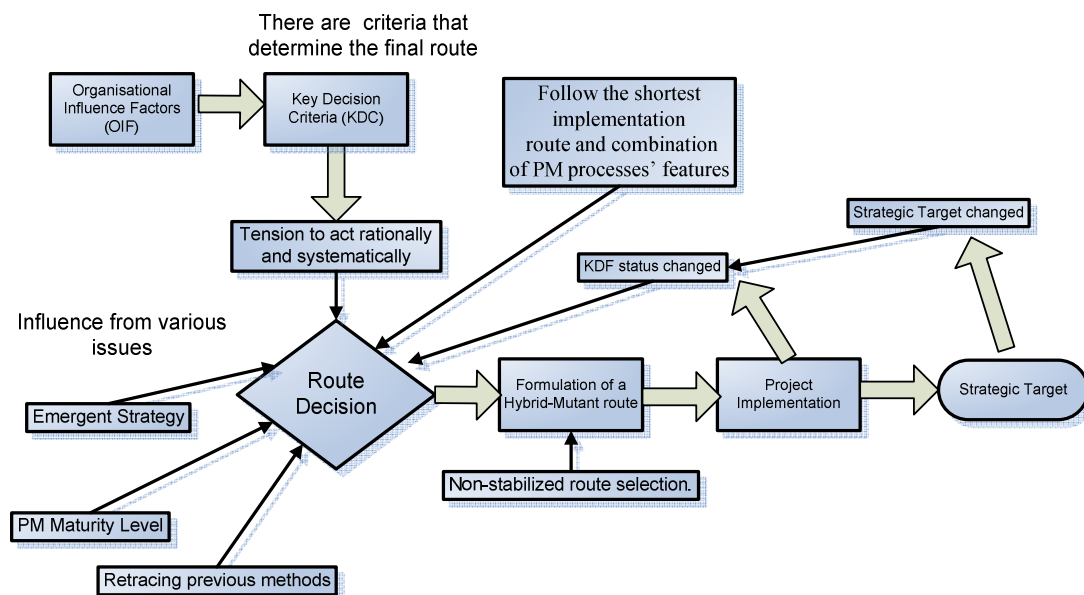 There are criteria that
determine the final route
Organisational
Influence Factors
(OIF)
Key Decision
Criteria (KDC)
Follow the shortest
implementation
route and combination
of PM processes’ features
Tension to act rationally
and systematically
Strategic Target changed
KDF status changed
Influence from various
issues
Route
Decision
Formulation of a
Hybrid-Mutant route
Project
Implementation
Strategic Target
Emergent Strategy
Non-stabilized route selection.
PM Maturity Level
Retracing previous methods